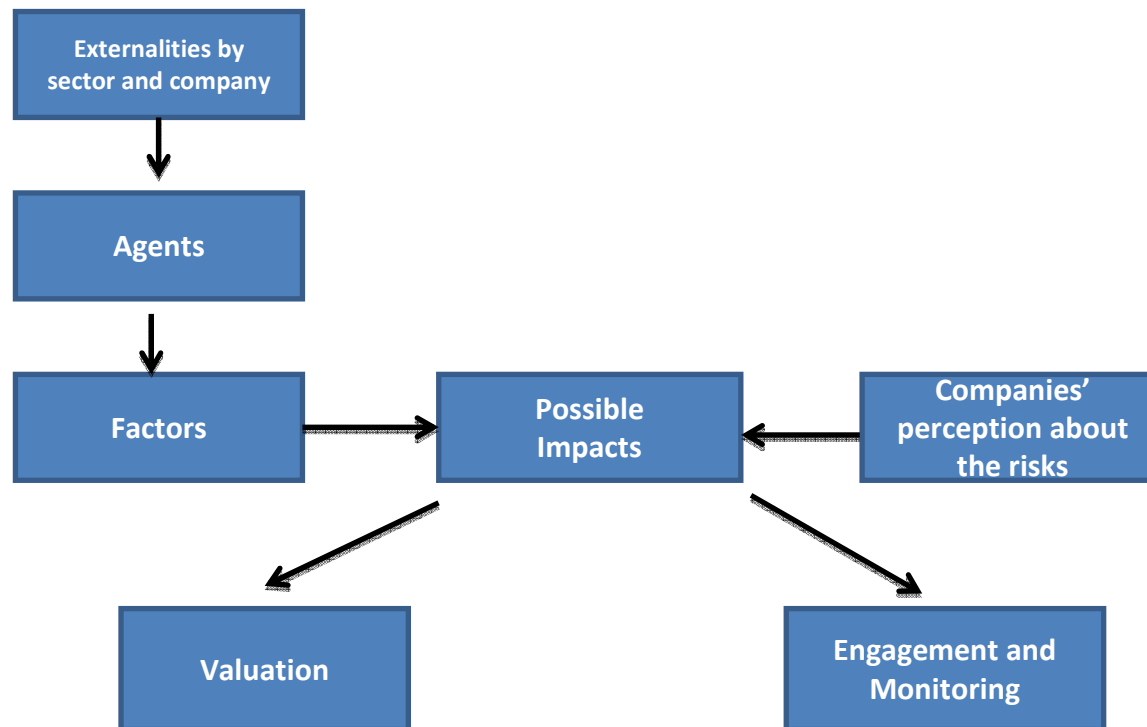 Externalities by
sector and company
Agents
Factors
Possible
Impacts
Companies’
perception about
the risks
Valuation
Engagement and
Monitoring